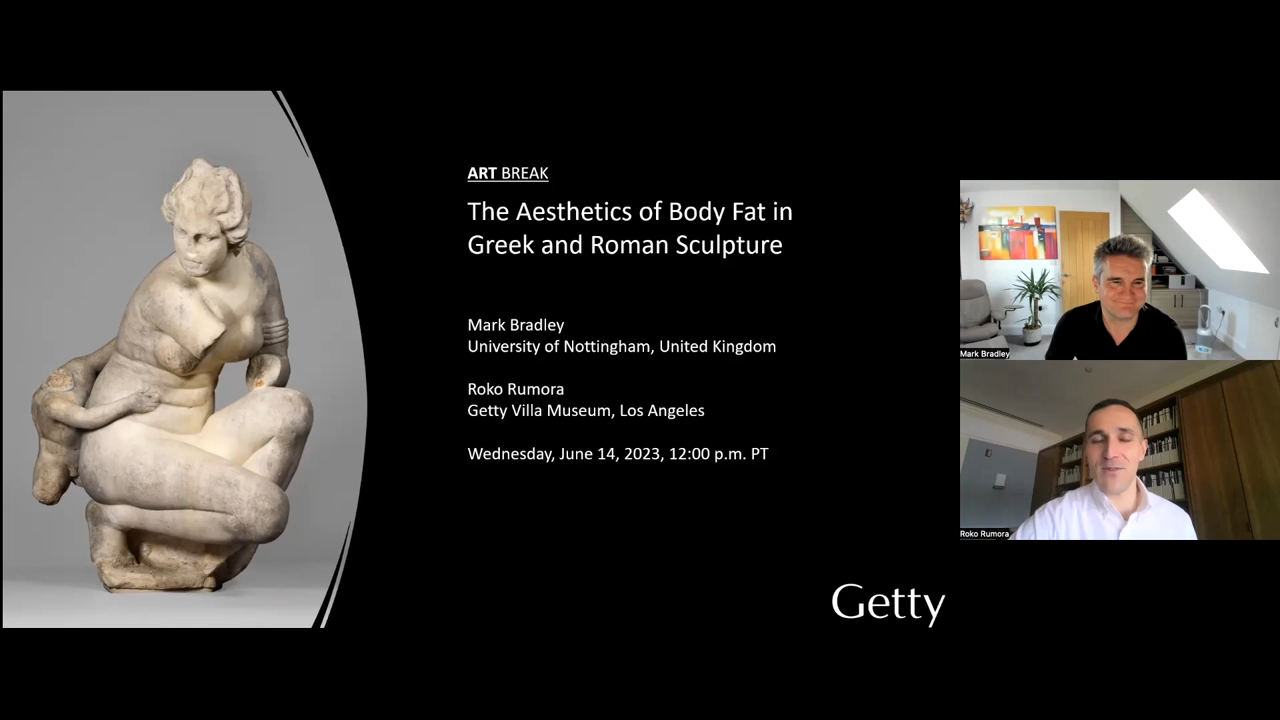 ART BREAK
The Aesthetics of Body Fat in
Greek and Roman Sculpture
Mark Bradley
University of Nottingham, United Kingdom
Roko Rumora
Getty Villa Museum, Los Angeles
Wednesday, June 14, 2023, 12:00 p.m. PT
Getty
Mark Bradley
Roko Rumora